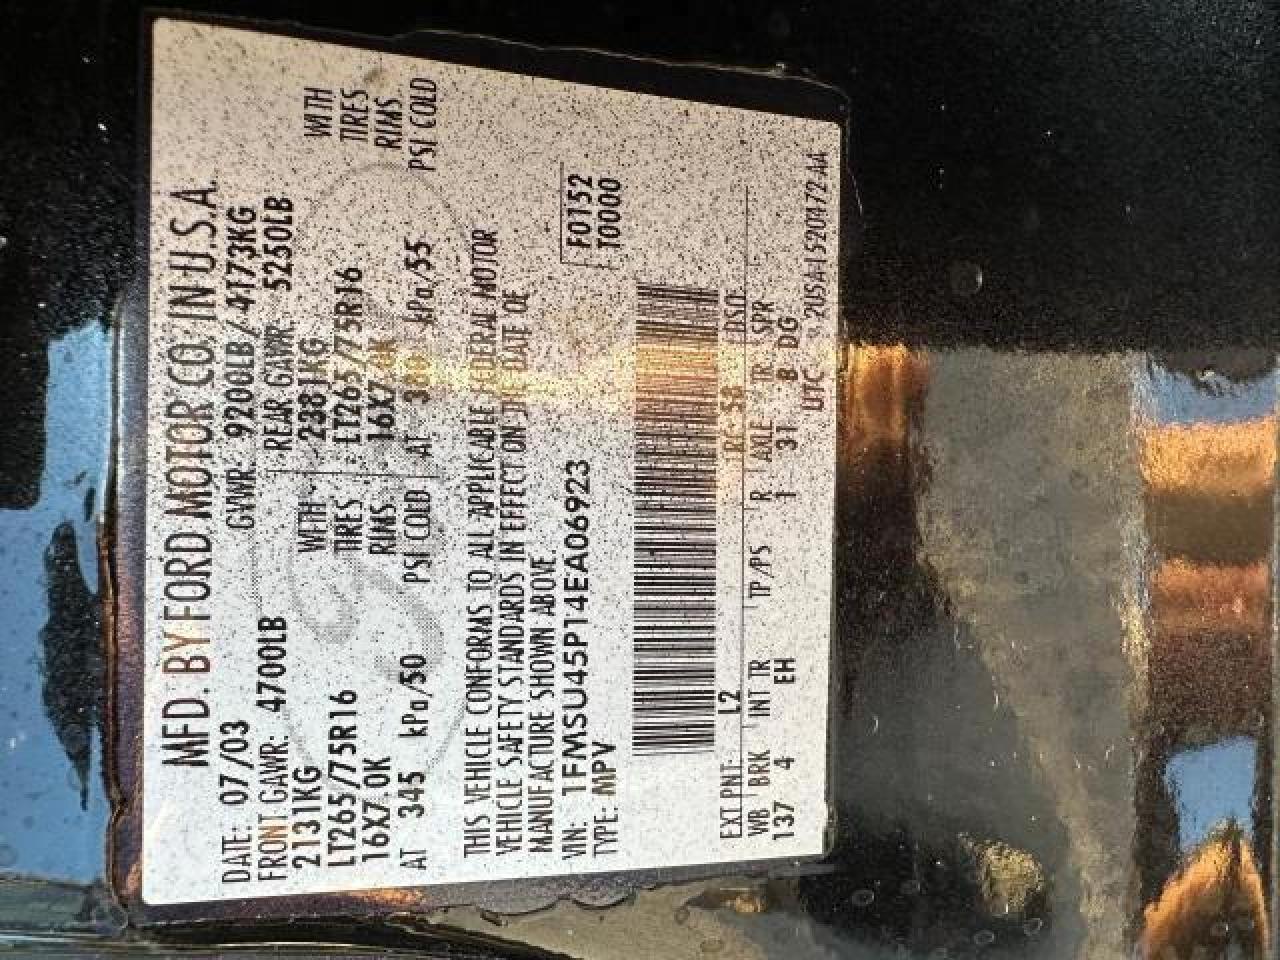 MFD. BY FORD MOTOR CO. IN U.S.A.
DATE: 07/03 GVWR: 9200LB/ 4173KG
FRONT GAWR: 4700LB REAR GAWR: 5250LB
2131KG WITH 2381KG WITH
LT265/75R16 TIRES LT265/75R16 TIRES
16X7.0K RIMS 16X7.0K RIMS
AT 345 kPa/50 PSI COLD AT kPa/55 PSI COLD
THIS VEHICLE CONFORMS TO ALL APPLICABLE FEDERAL MOTOR
VEHICLE SAFETY STANDARDS IN EFFECT ON THE DATE OF
MANUFACTURE SHOWN ABOVE.
VIN: 1FMSU45P14EA06923 F0152
TYPE: MPV T0000
EXT PNT: L2 RC: 58 DSO:
WB BRK INT TR TP/PS R AXLE TR SPR
137 4 EH 1 31 B DG
UTC